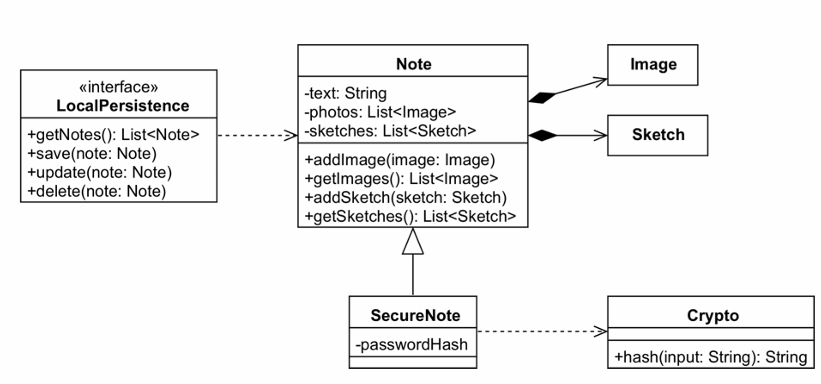 «interface»
LocalPersistence
+getNotes(): List<Note>
+save(note: Note)
+update(note: Note)
+delete(note: Note)
Note
-text: String
-photos: List<Image>
-sketches: List<Sketch>
+addImage(image: Image)
+getImages(): List<Image>
+addSketch(sketch: Sketch)
+getSketches(): List<Sketch>
Image
Sketch
SecureNote
-passwordHash
Crypto
+hash(input: String): String